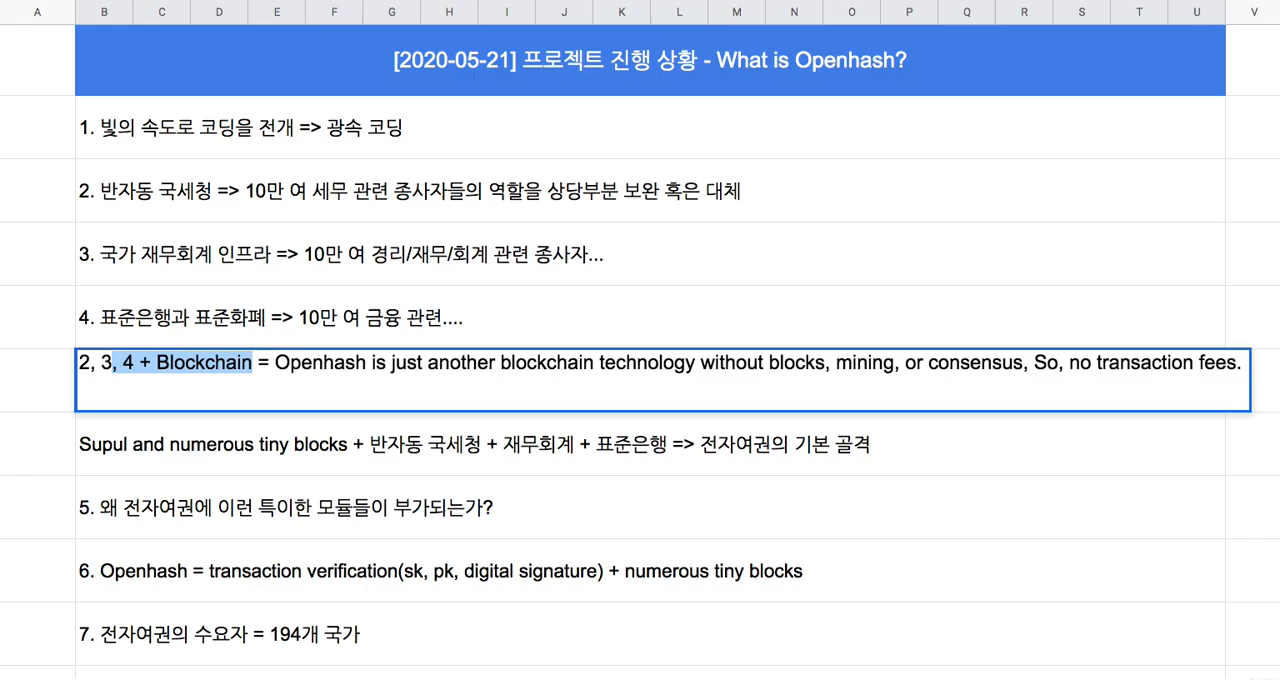 A B C D E F G H I J K L M N O P Q R S T U V
[2020-05-21] 프로젝트 진행 상황 - What is Openhash?
1. 빛의 속도로 코딩을 전개 => 광속 코딩
2. 반자동 국세청 => 10만 여 세무 관련 종사자들의 역할을 상당부분 보완 혹은 대체
3. 국가 재무회계 인프라 => 10만 여 경리/재무/회계 관련 종사자...
4. 표준은행과 표준화폐 => 10만 여 금융 관련....
2, 3, 4 + Blockchain = Openhash is just another blockchain technology without blocks, mining, or consensus, So, no transaction fees.
Supul and numerous tiny blocks + 반자동 국세청 + 재무회계 + 표준은행 => 전자여권의 기본 골격
5. 왜 전자여권에 이런 특이한 모듈들이 부가되는가?
6. Openhash = transaction verification(sk, pk, digital signature) + numerous tiny blocks
7. 전자여권의 수요자 = 194개 국가